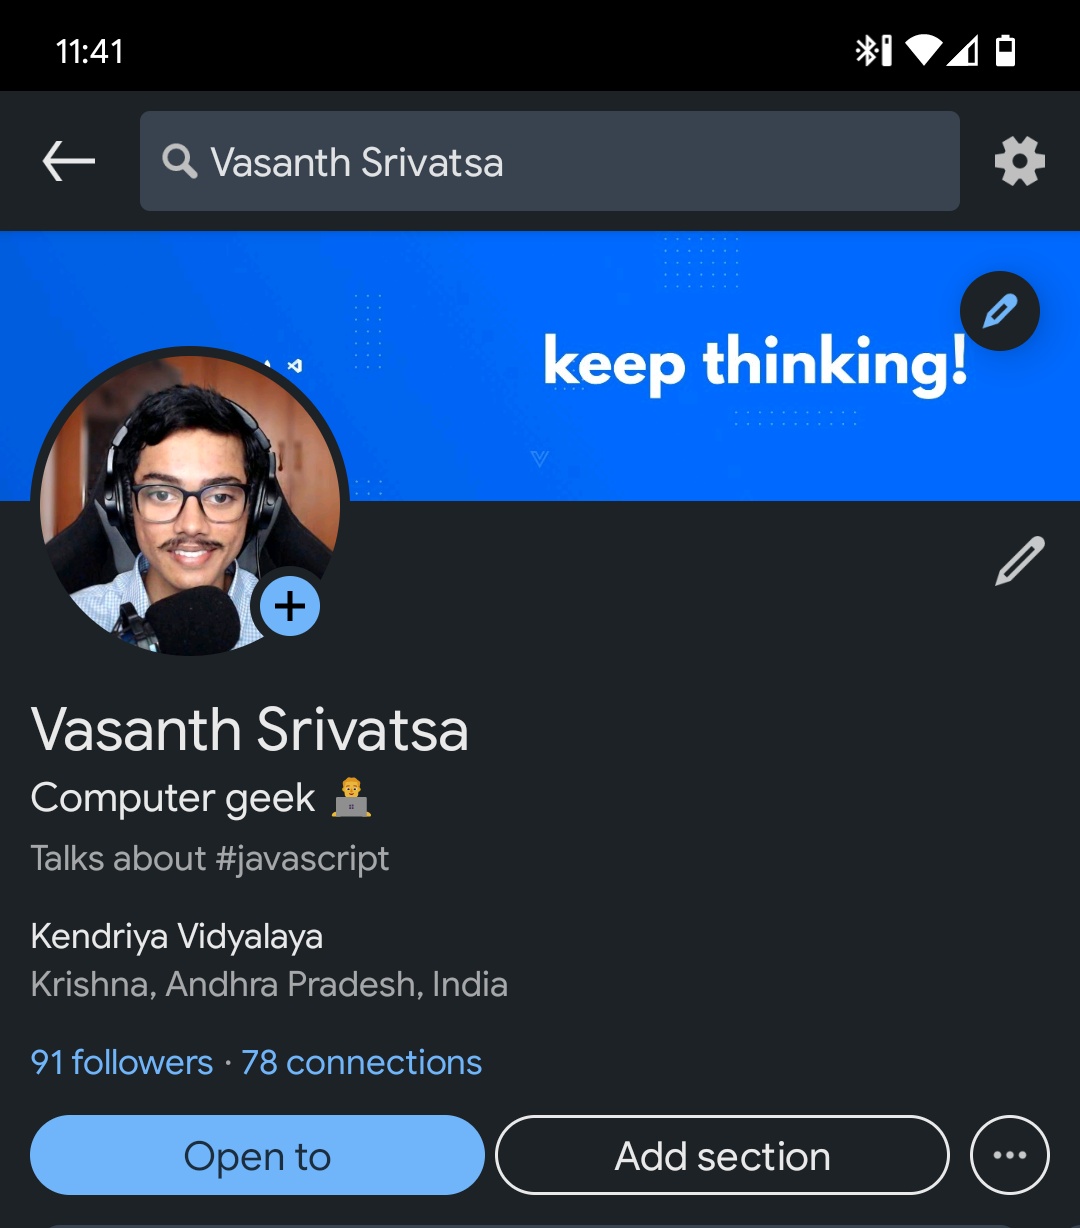 11:41
Vasanth Srivatsa
keep thinking!
Vasanth Srivatsa
Computer geek 👨‍💻
Talks about #javascript
Kendriya Vidyalaya
Krishna, Andhra Pradesh, India
91 followers · 78 connections
Open to
Add section